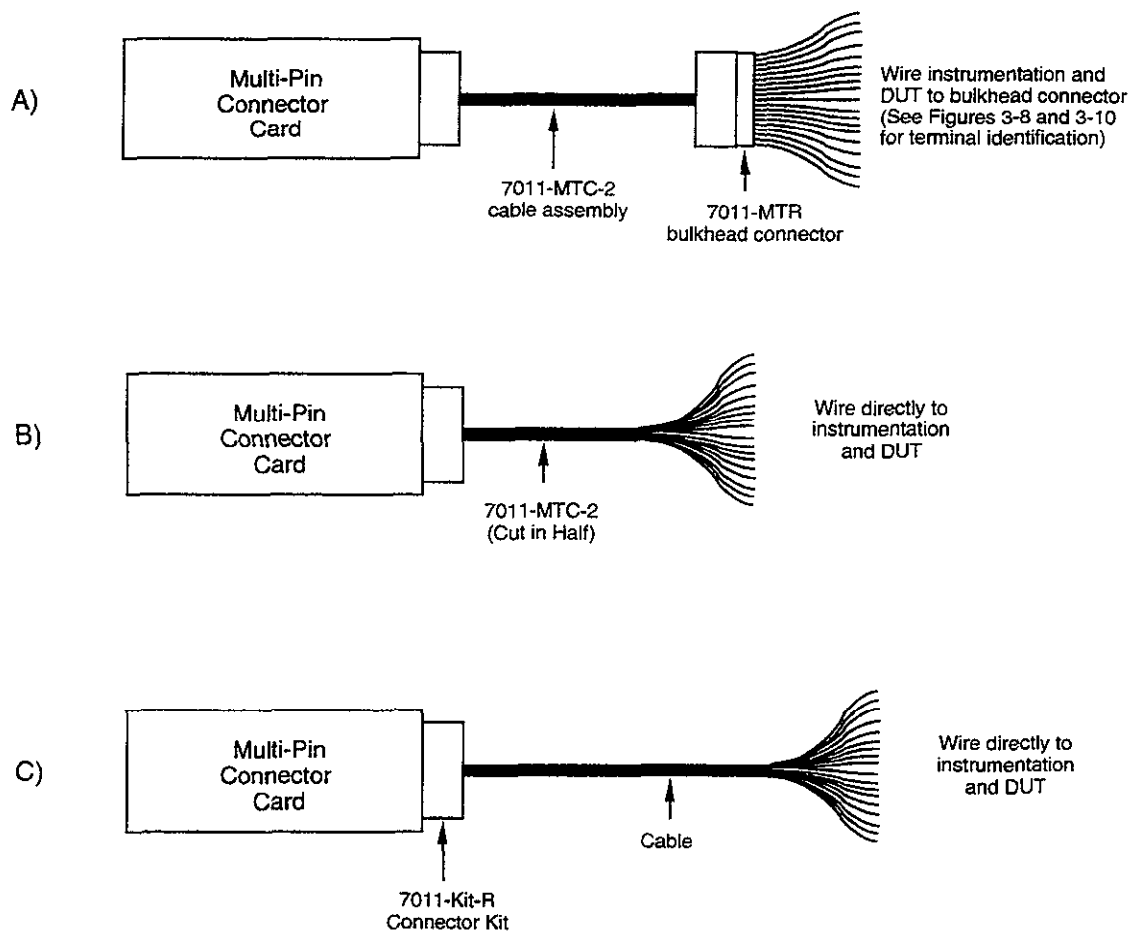 A)
Multi-Pin
Connector
Card
Wire instrumentation and
DUT to bulkhead connector
(See Figures 3-8 and 3-10
for terminal identification)
7011-MTC-2
cable assembly
7011-MTR
bulkhead connector
B)
Multi-Pin
Connector
Card
Wire directly to
instrumentation
and DUT
7011-MTC-2
(Cut in Half)
C)
Multi-Pin
Connector
Card
Wire directly to
instrumentation
and DUT
Cable
7011-Kit-R
Connector Kit